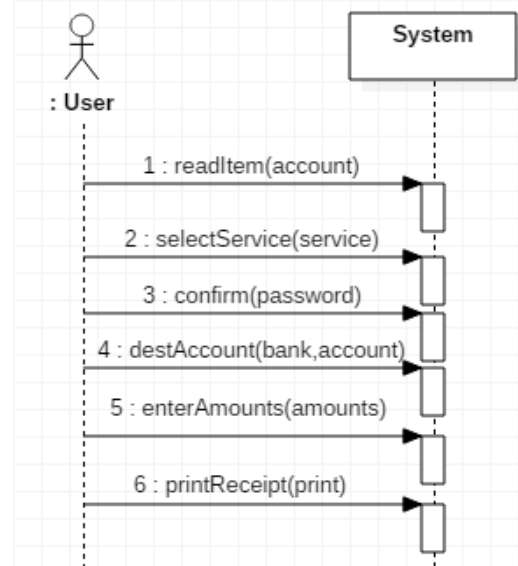 System
: User
1 : readItem(account)
2 : selectService(service)
3 : confirm(password)
4 : destAccount(bank,account)
5 : enterAmounts(amounts)
6 : printReceipt(print)